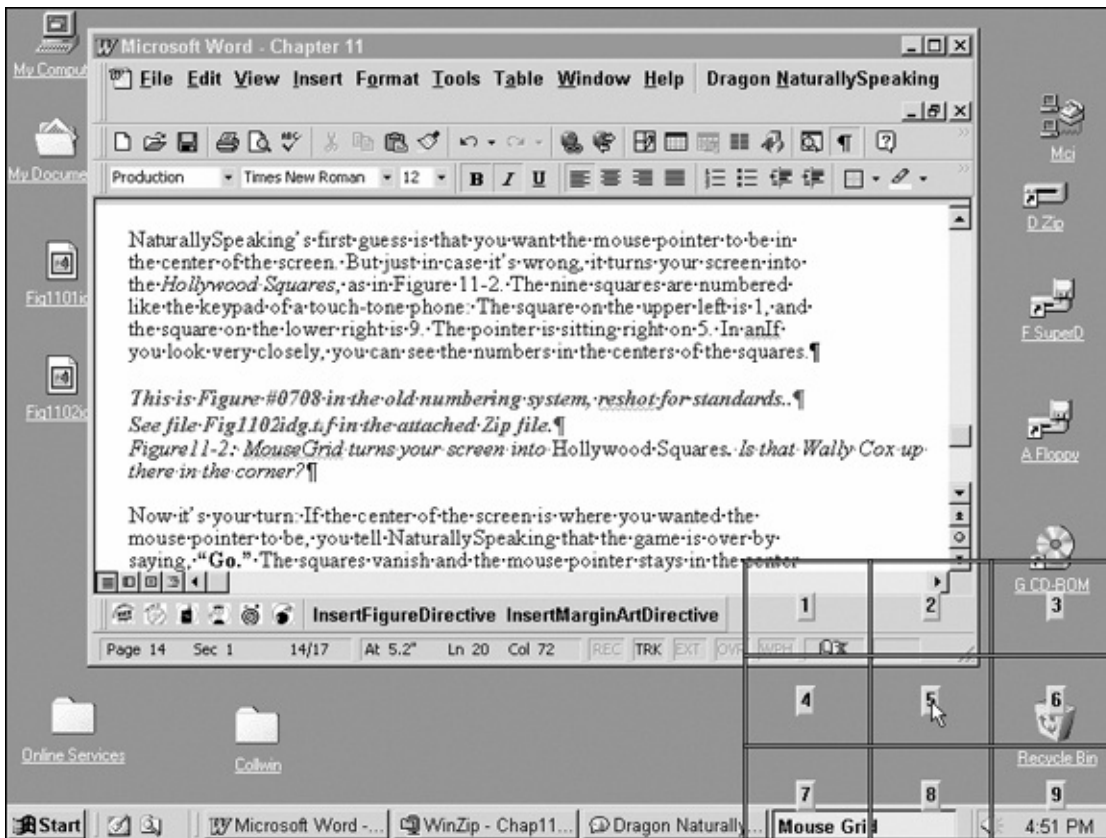 My Comput
My Docume
Fig1101ic
Fig1102ic
Microsoft Word - Chapter 11
File Edit View Insert Format Tools Table Window Help Dragon NaturallySpeaking
Production Times New Roman 12 B I U
NaturallySpeaking's·first·guess·is·that·you·want·the·mouse·pointer·to·be·in·
the·center·of·the·screen.·But·just·in·case·it's·wrong,·it·turns·your·screen·into·
the·Hollywood·Squares,·as·in·Figure·11-2.·The·nine·squares·are·numbered·
like·the·keypad·of·a·touch-tone·phone:·The·square·on·the·upper·left·is·1,·and·
the·square·on·the·lower·right·is·9.·The·pointer·is·sitting·right·on·5.·In·anIf·
you·look·very·closely,·you·can·see·the·numbers·in·the·centers·of·the·squares.¶
This·is·Figure·#0708·in·the·old·numbering·system,·reshot·for·standards..¶
See·file·Fig1102idg.tif·in·the·attached·Zip·file.¶
Figure11-2:·MouseGrid·turns·your·screen·into·Hollywood·Squares.·Is·that·Wally·Cox·up·
there·in·the·corner?¶
Now·it's·your·turn:·If·the·center·of·the·screen·is·where·you·wanted·the·
mouse·pointer·to·be,·you·tell·NaturallySpeaking·that·the·game·is·over·by·
saying,·“Go.”·The·squares·vanish·and·the·mouse·pointer·stays·in·the·center
InsertFigureDirective InsertMarginArtDirective
Page 14 Sec 1 14/17 At 5.2" Ln 20 Col 72 REC TRK EXT OVR WPH
Mci
D Zip
F SuperD
A Floppy
G CD-ROM
1 2 3
4 5 6
7 8 9
Recycle Bin
Online Services
Collwin
Start Microsoft Word -... WinZip - Chap11... Dragon Naturally... Mouse Grid 4:51 PM